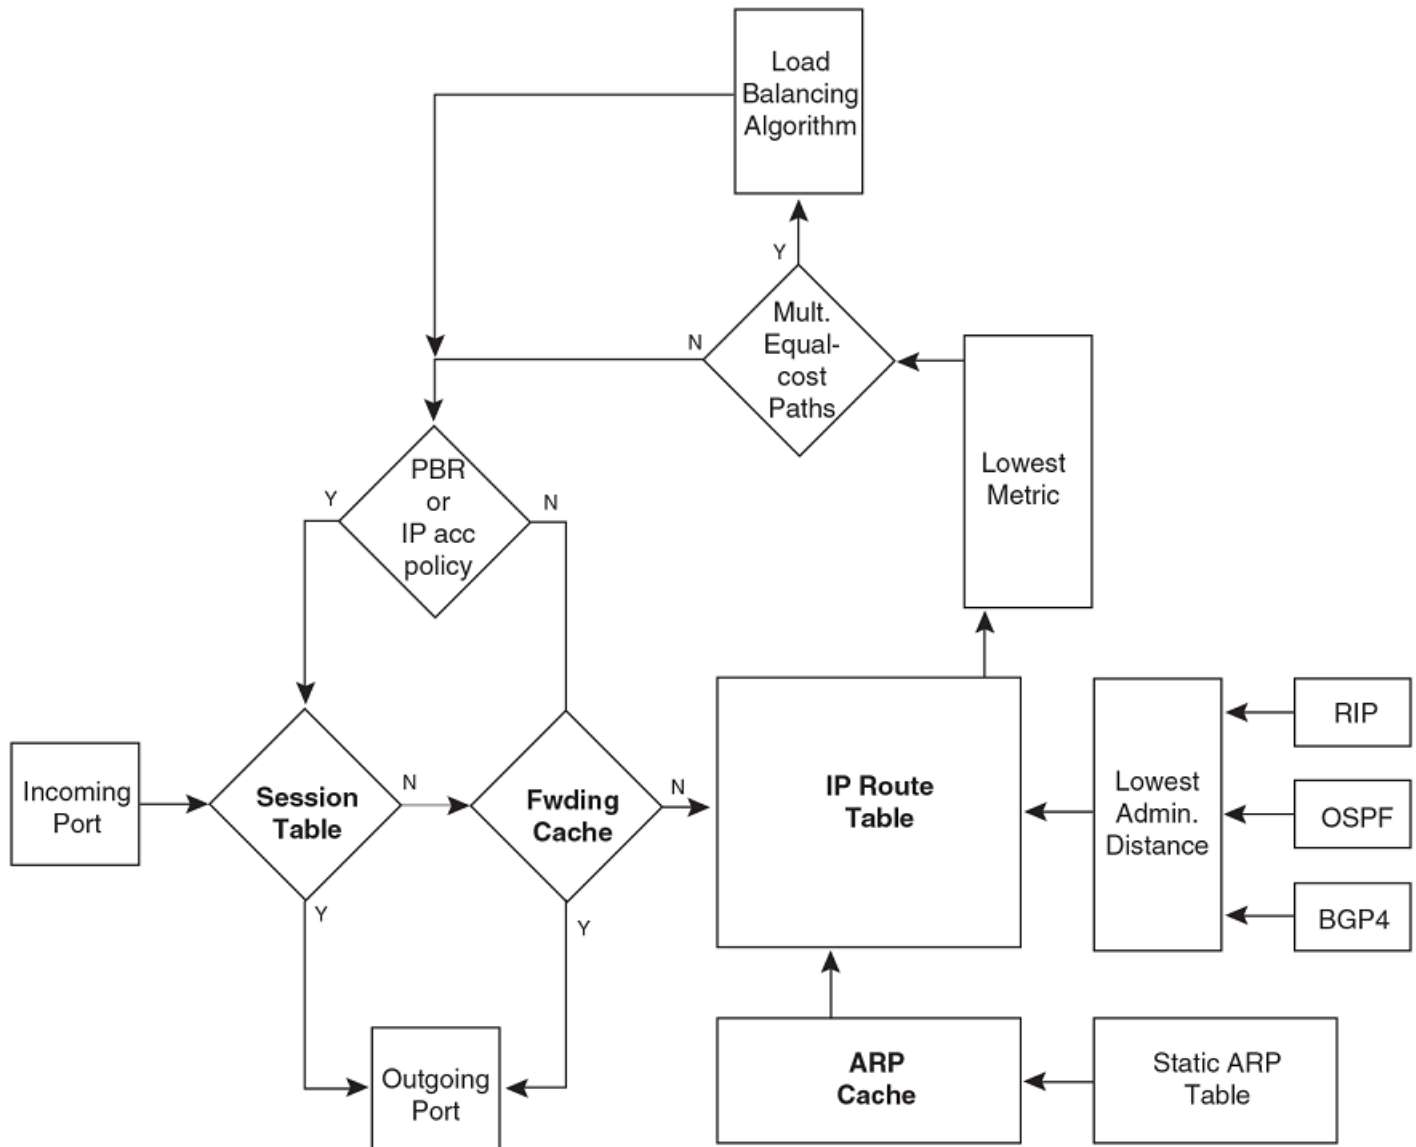 Load
Balancing
Algorithm
Y
Mult.
Equal-
cost
Paths
N
Lowest
Metric
PBR
or
IP acc
policy
Y
N
Incoming
Port
Session
Table
N
Y
Fwding
Cache
N
Y
IP Route
Table
Lowest
Admin.
Distance
RIP
OSPF
BGP4
Outgoing
Port
ARP
Cache
Static ARP
Table